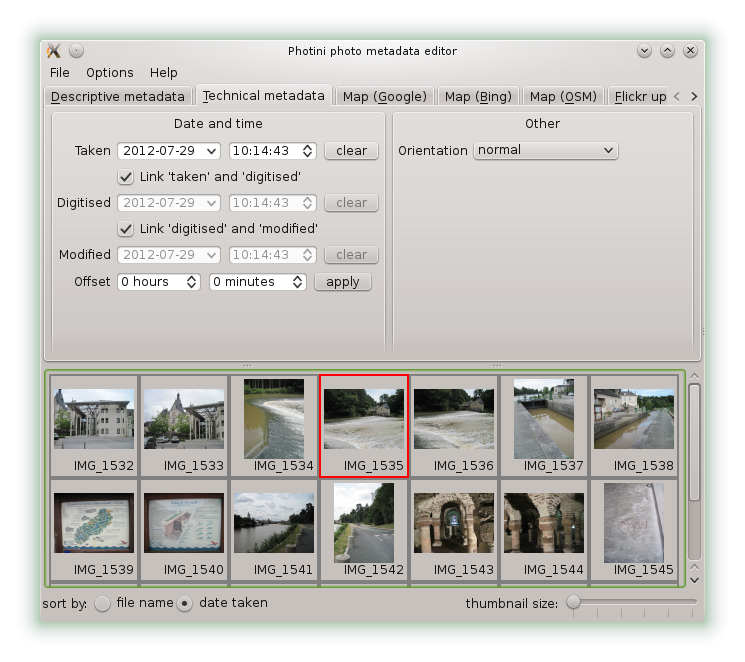 Photini photo metadata editor
File Options Help
Descriptive metadata Technical metadata Map (Google) Map (Bing) Map (OSM) Flickr up
Date and time
Other
Taken 2012-07-29 10:14:43 clear
Orientation normal
Link 'taken' and 'digitised'
Digitised 2012-07-29 10:14:43 clear
Link 'digitised' and 'modified'
Modified 2012-07-29 10:14:43 clear
Offset 0 hours 0 minutes apply
IMG_1532 IMG_1533 IMG_1534 IMG_1535 IMG_1536 IMG_1537 IMG_1538
IMG_1539 IMG_1540 IMG_1541 IMG_1542 IMG_1543 IMG_1544 IMG_1545
sort by: file name date taken thumbnail size: